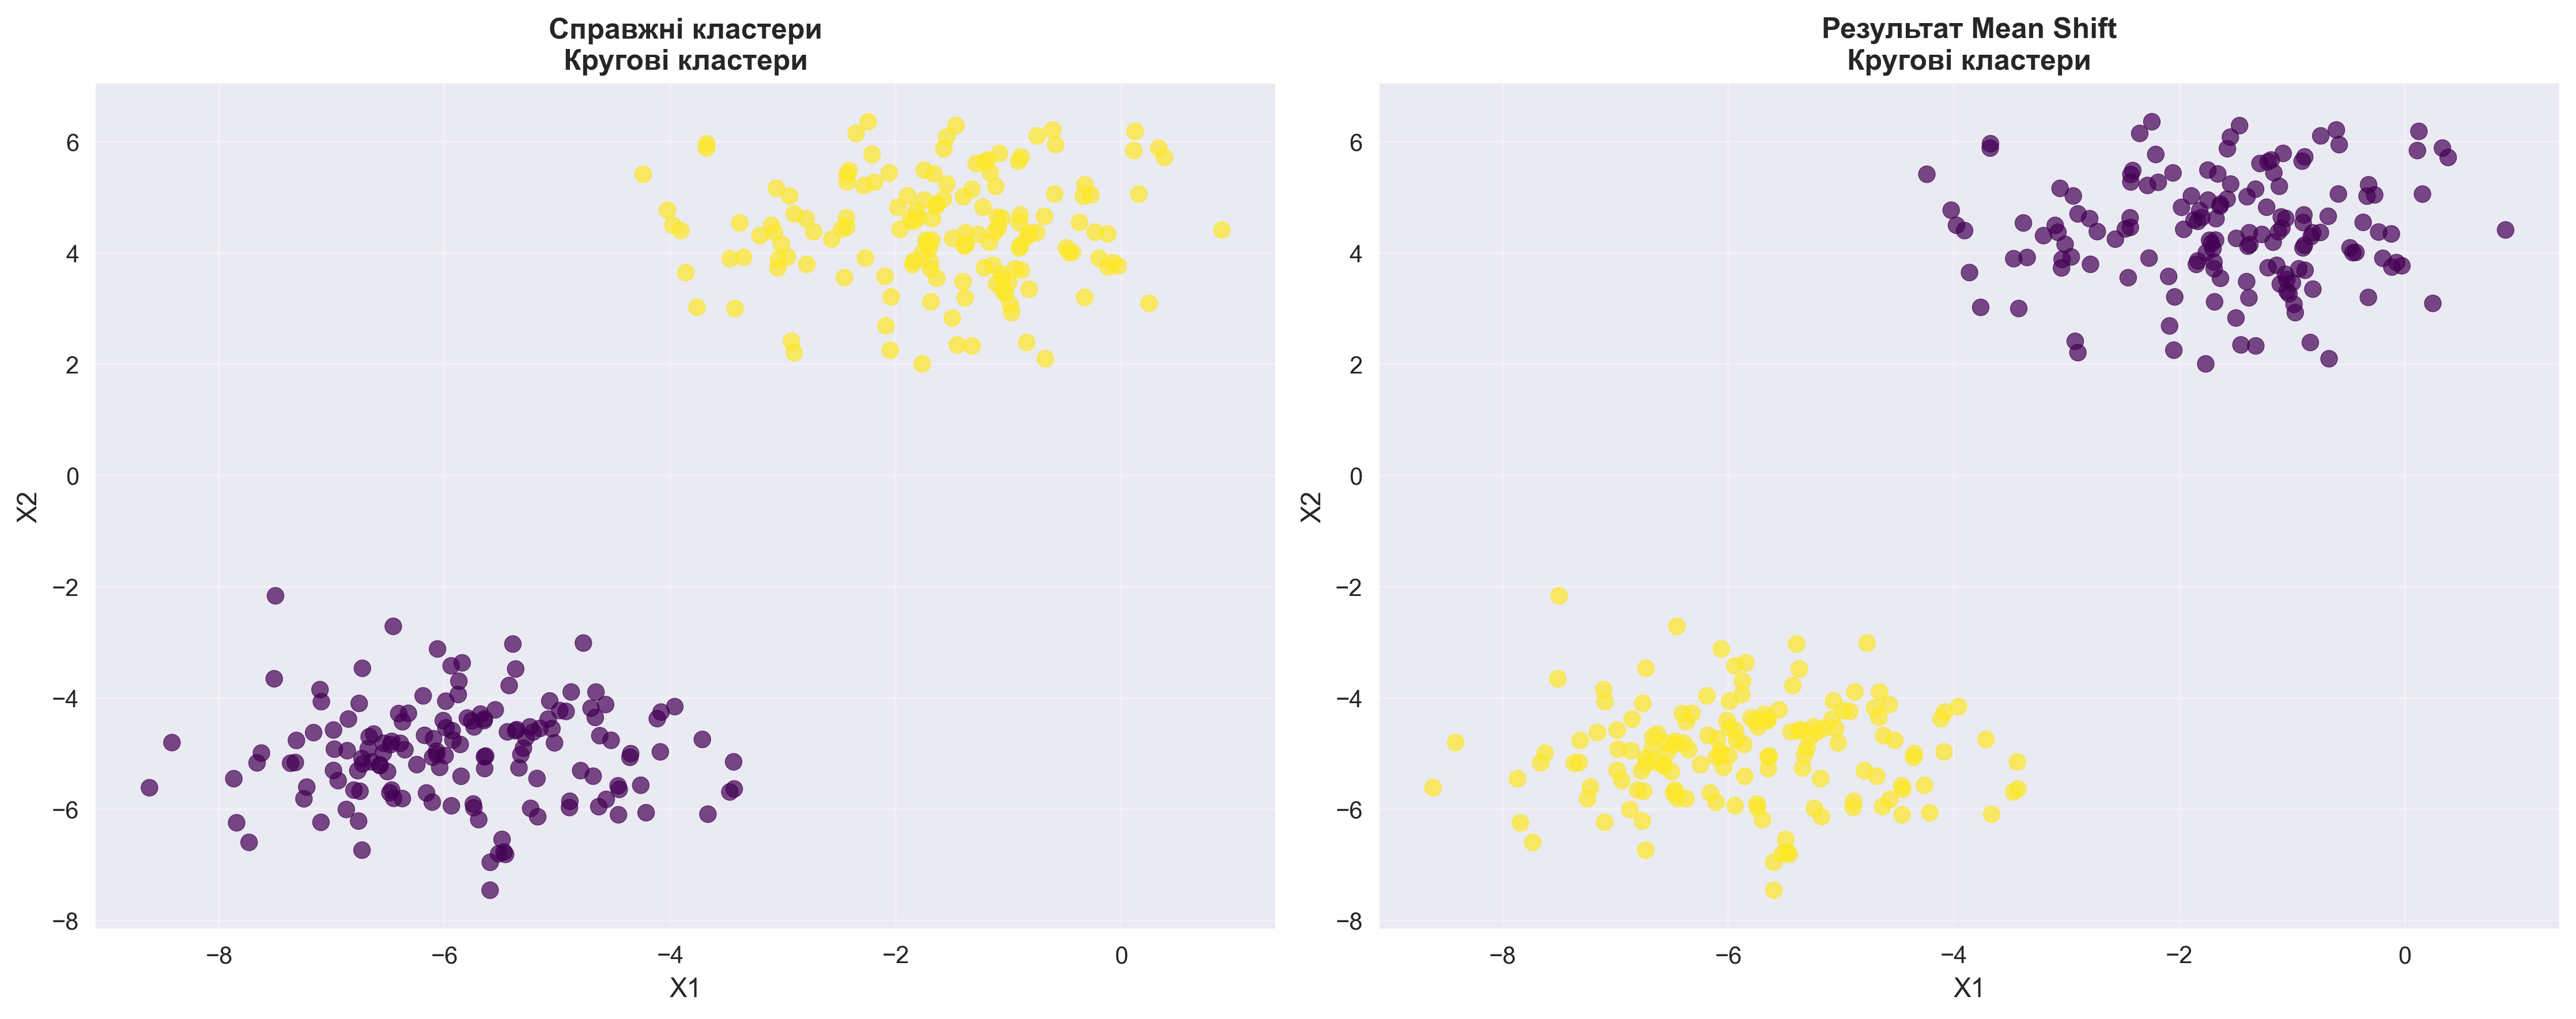 Справжні кластери
Кругові кластери
X2
6
4
2
0
−2
−4
−6
−8
−8 −6 −4 −2 0
X1
Результат Mean Shift
Кругові кластери
X2
6
4
2
0
−2
−4
−6
−8
−8 −6 −4 −2 0
X1